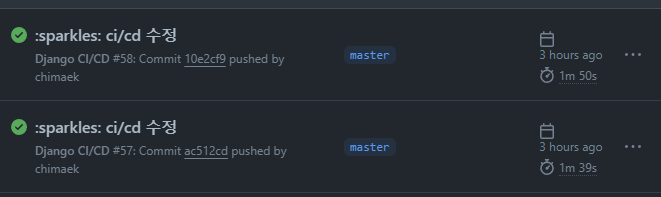 :sparkles: ci/cd 수정
Django CI/CD #58: Commit 10e2cf9 pushed by
chimaek
master
3 hours ago
1m 50s
:sparkles: ci/cd 수정
Django CI/CD #57: Commit ac512cd pushed by
chimaek
master
3 hours ago
1m 39s